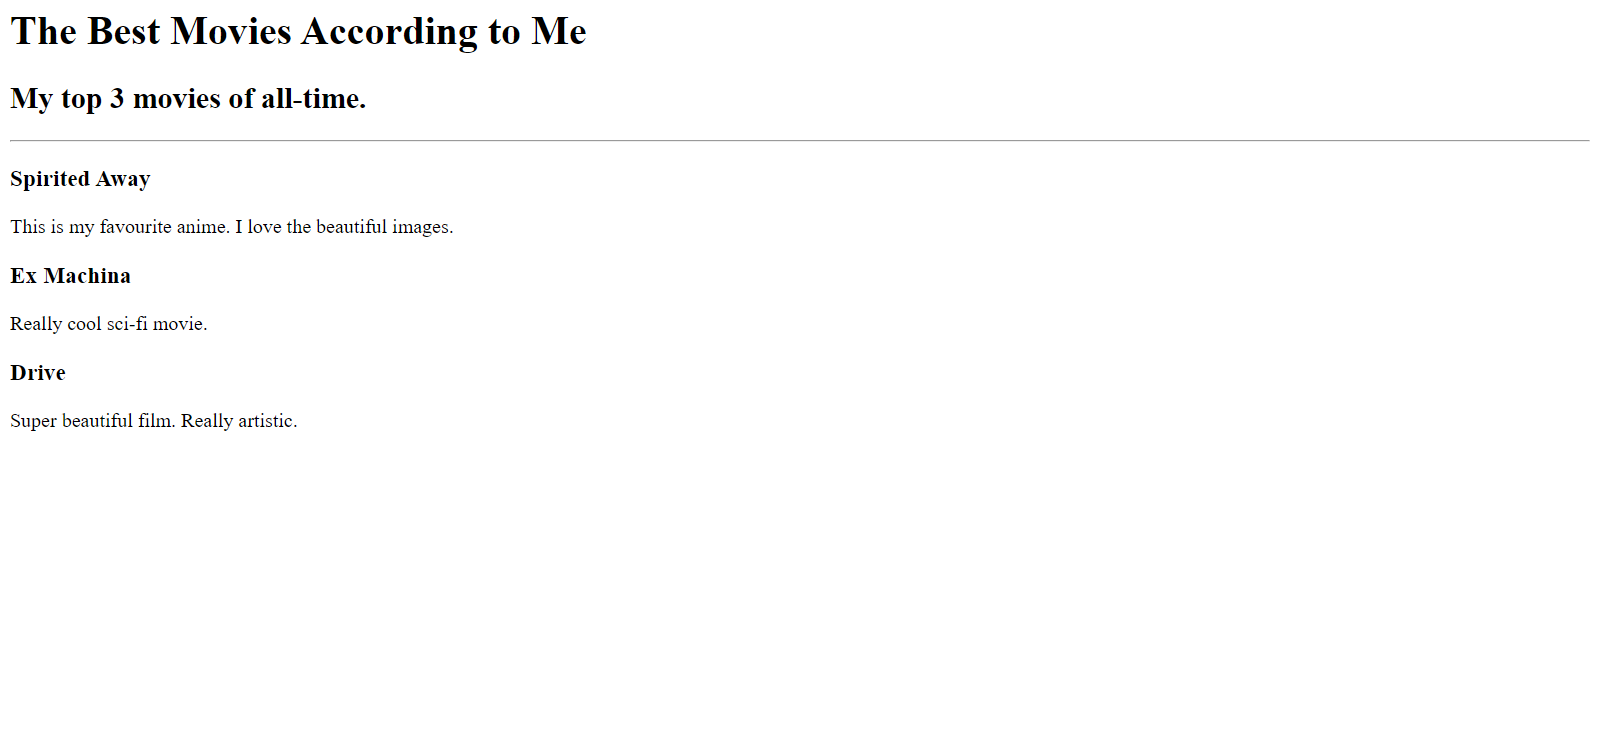 The Best Movies According to Me
My top 3 movies of all-time.
Spirited Away
This is my favourite anime. I love the beautiful images.
Ex Machina
Really cool sci-fi movie.
Drive
Super beautiful film. Really artistic.